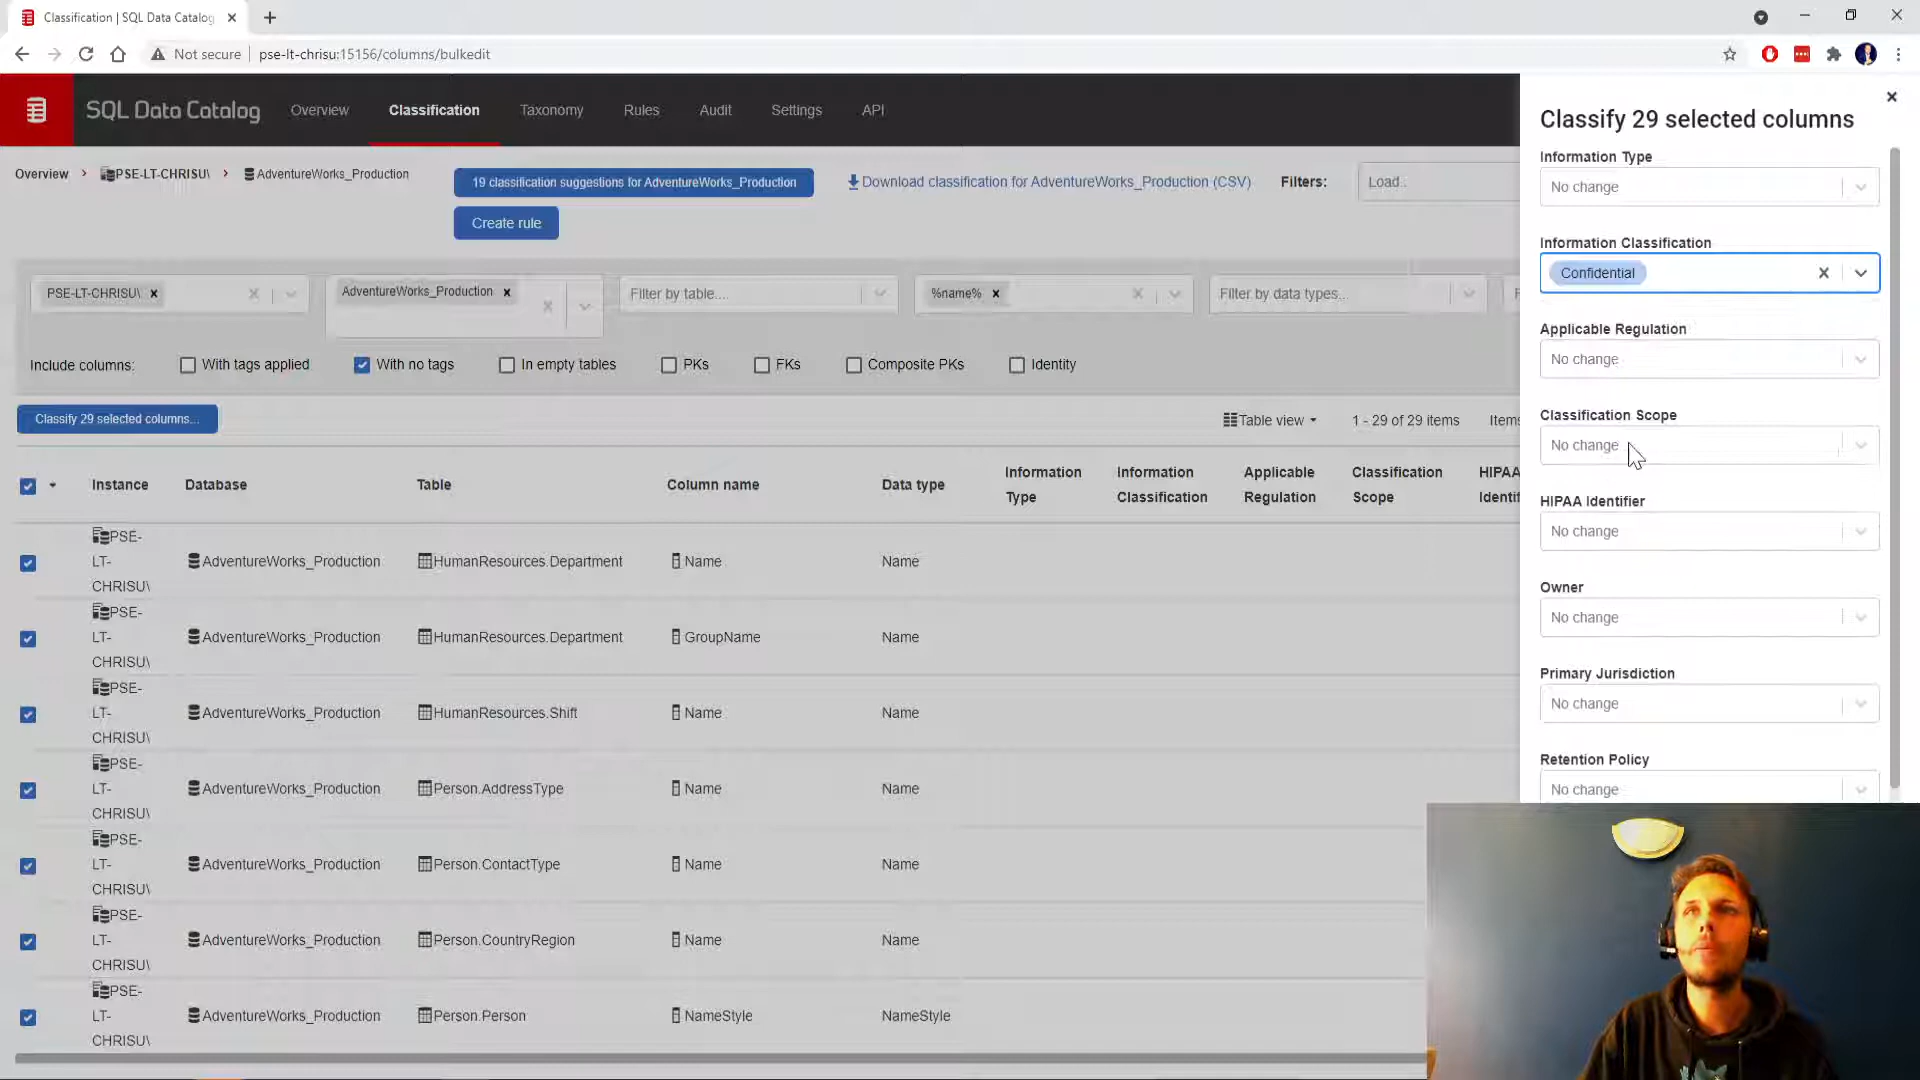 Classification | SQL Data Catalog
Not secure
pse-lt-chrisu:15156/columns/bulkedit
SQL Data Catalog
Overview
Classification
Taxonomy
Rules
Audit
Settings
API
Overview
PSE-LT-CHRISU\
AdventureWorks_Production
19 classification suggestions for AdventureWorks_Production
Download classification for AdventureWorks_Production (CSV)
Filters:
Load..
Create rule
PSE-LT-CHRISU\
AdventureWorks_Production
Filter by table....
%name%
Filter by data types...
Include columns:
With tags applied
With no tags
In empty tables
PKs
FKs
Composite PKs
Identity
Classify 29 selected columns...
Table view
1 - 29 of 29 items
Items
Instance
Database
Table
Column name
Data type
Information Type
Information Classification
Applicable Regulation
Classification Scope
HIPAA
PSE-LT-CHRISU\
AdventureWorks_Production
HumanResources.Department
Name
Name
PSE-LT-CHRISU\
AdventureWorks_Production
HumanResources.Department
GroupName
Name
PSE-LT-CHRISU\
AdventureWorks_Production
HumanResources.Shift
Name
Name
PSE-LT-CHRISU\
AdventureWorks_Production
Person.AddressType
Name
Name
PSE-LT-CHRISU\
AdventureWorks_Production
Person.ContactType
Name
Name
PSE-LT-CHRISU\
AdventureWorks_Production
Person.CountryRegion
Name
Name
PSE-LT-CHRISU\
AdventureWorks_Production
Person.Person
NameStyle
NameStyle
Classify 29 selected columns
Information Type
No change
Information Classification
Confidential
Applicable Regulation
No change
Classification Scope
No change
HIPAA Identifier
No change
Owner
No change
Primary Jurisdiction
No change
Retention Policy
No change